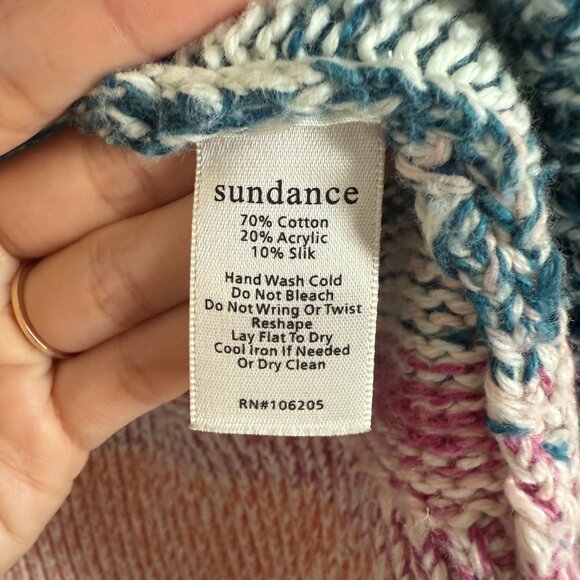 sundance
70% Cotton
20% Acrylic
10% Slik
Hand Wash Cold
Do Not Bleach
Do Not Wring Or Twist
Reshape
Lay Flat To Dry
Cool Iron If Needed
Or Dry Clean
RN#106205